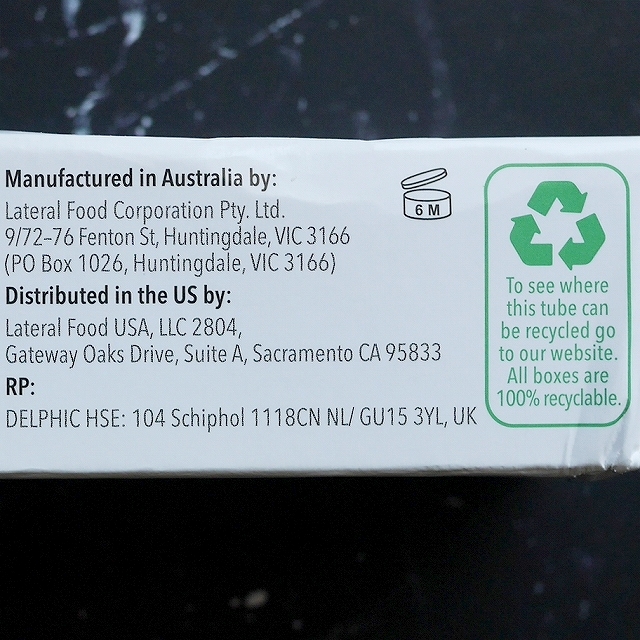 Manufactured in Australia by:
Lateral Food Corporation Pty. Ltd.
9/72–76 Fenton St, Huntingdale, VIC 3166
(PO Box 1026, Huntingdale, VIC 3166)
Distributed in the US by:
Lateral Food USA, LLC 2804,
Gateway Oaks Drive, Suite A, Sacramento CA 95833
RP:
DELPHIC HSE: 104 Schiphol 1118CN NL/ GU15 3YL, UK
6 M
To see where
this tube can
be recycled go
to our website.
All boxes are
100% recyclable.